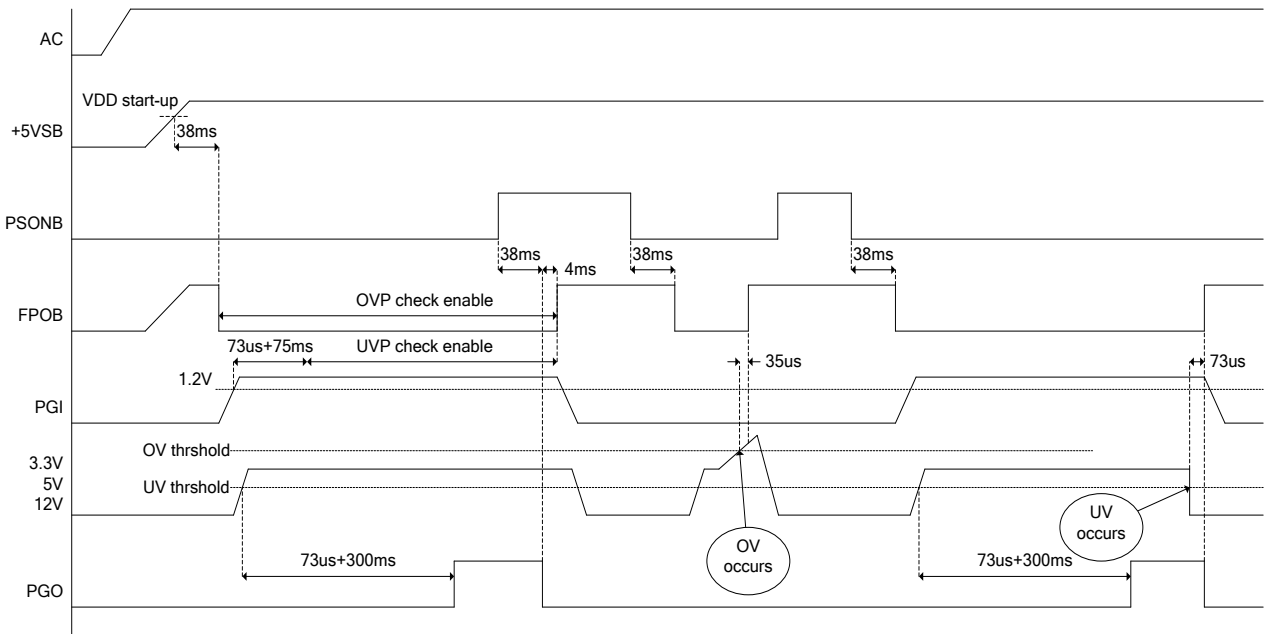 AC
VDD start-up
+5VSB
38ms
PSONB
38ms
4ms
38ms
38ms
FPOB
OVP check enable
73us+75ms
UVP check enable
35us
73us
1.2V
PGI
OV thrshold
3.3V
5V
12V
UV thrshold
UV
occurs
OV
occurs
73us+300ms
73us+300ms
PGO